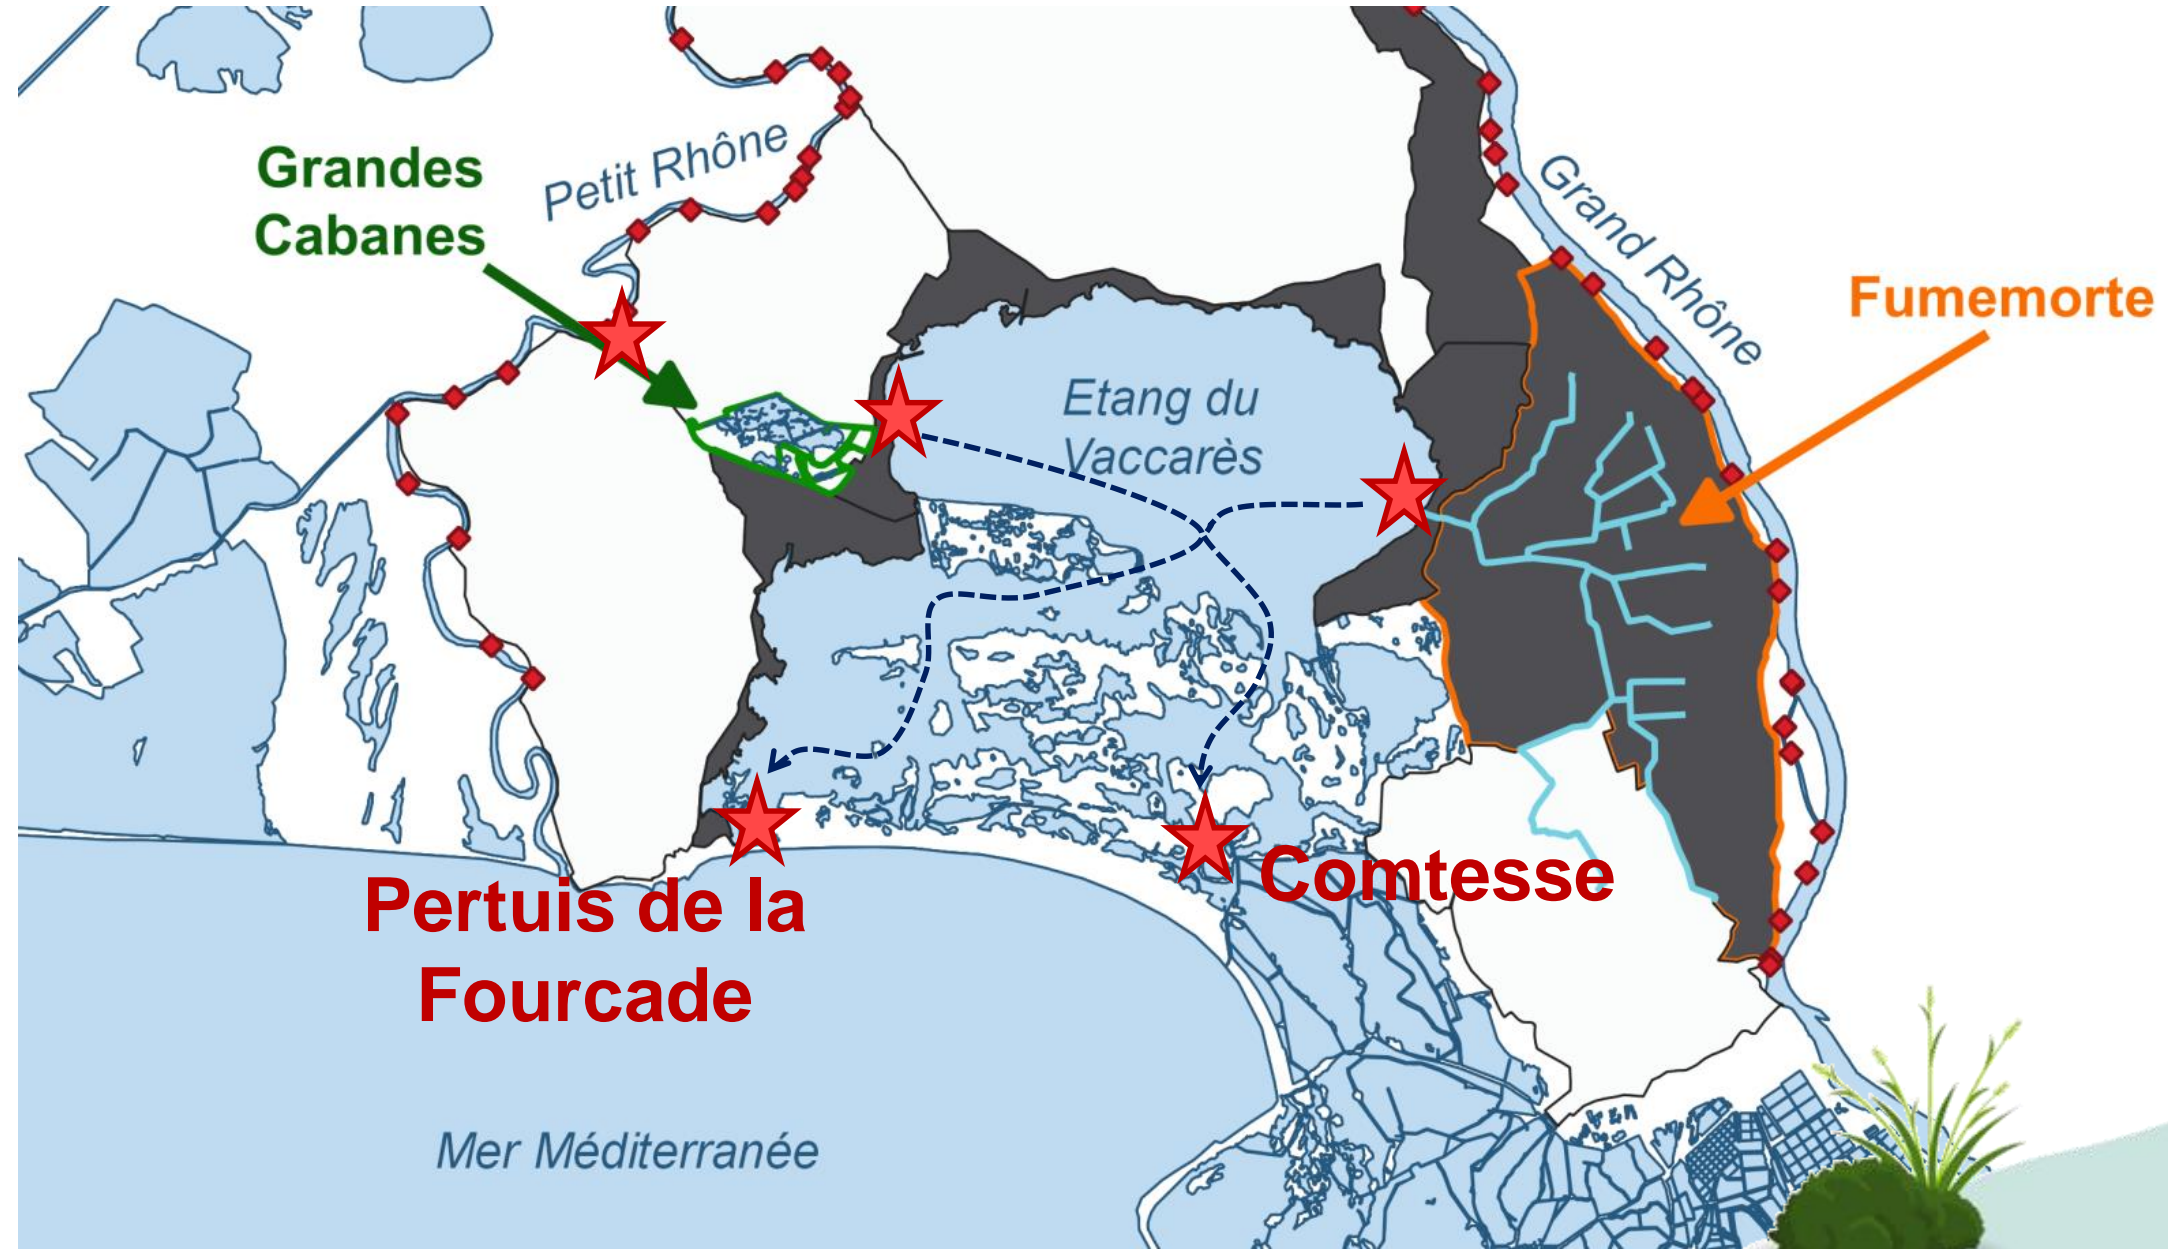 Grandes
Cabanes
Petit Rhône
Grand Rhône
Fumemorte
Etang du
Vaccarès
Comtesse
Pertuis de la
Fourcade
Mer Méditerranée